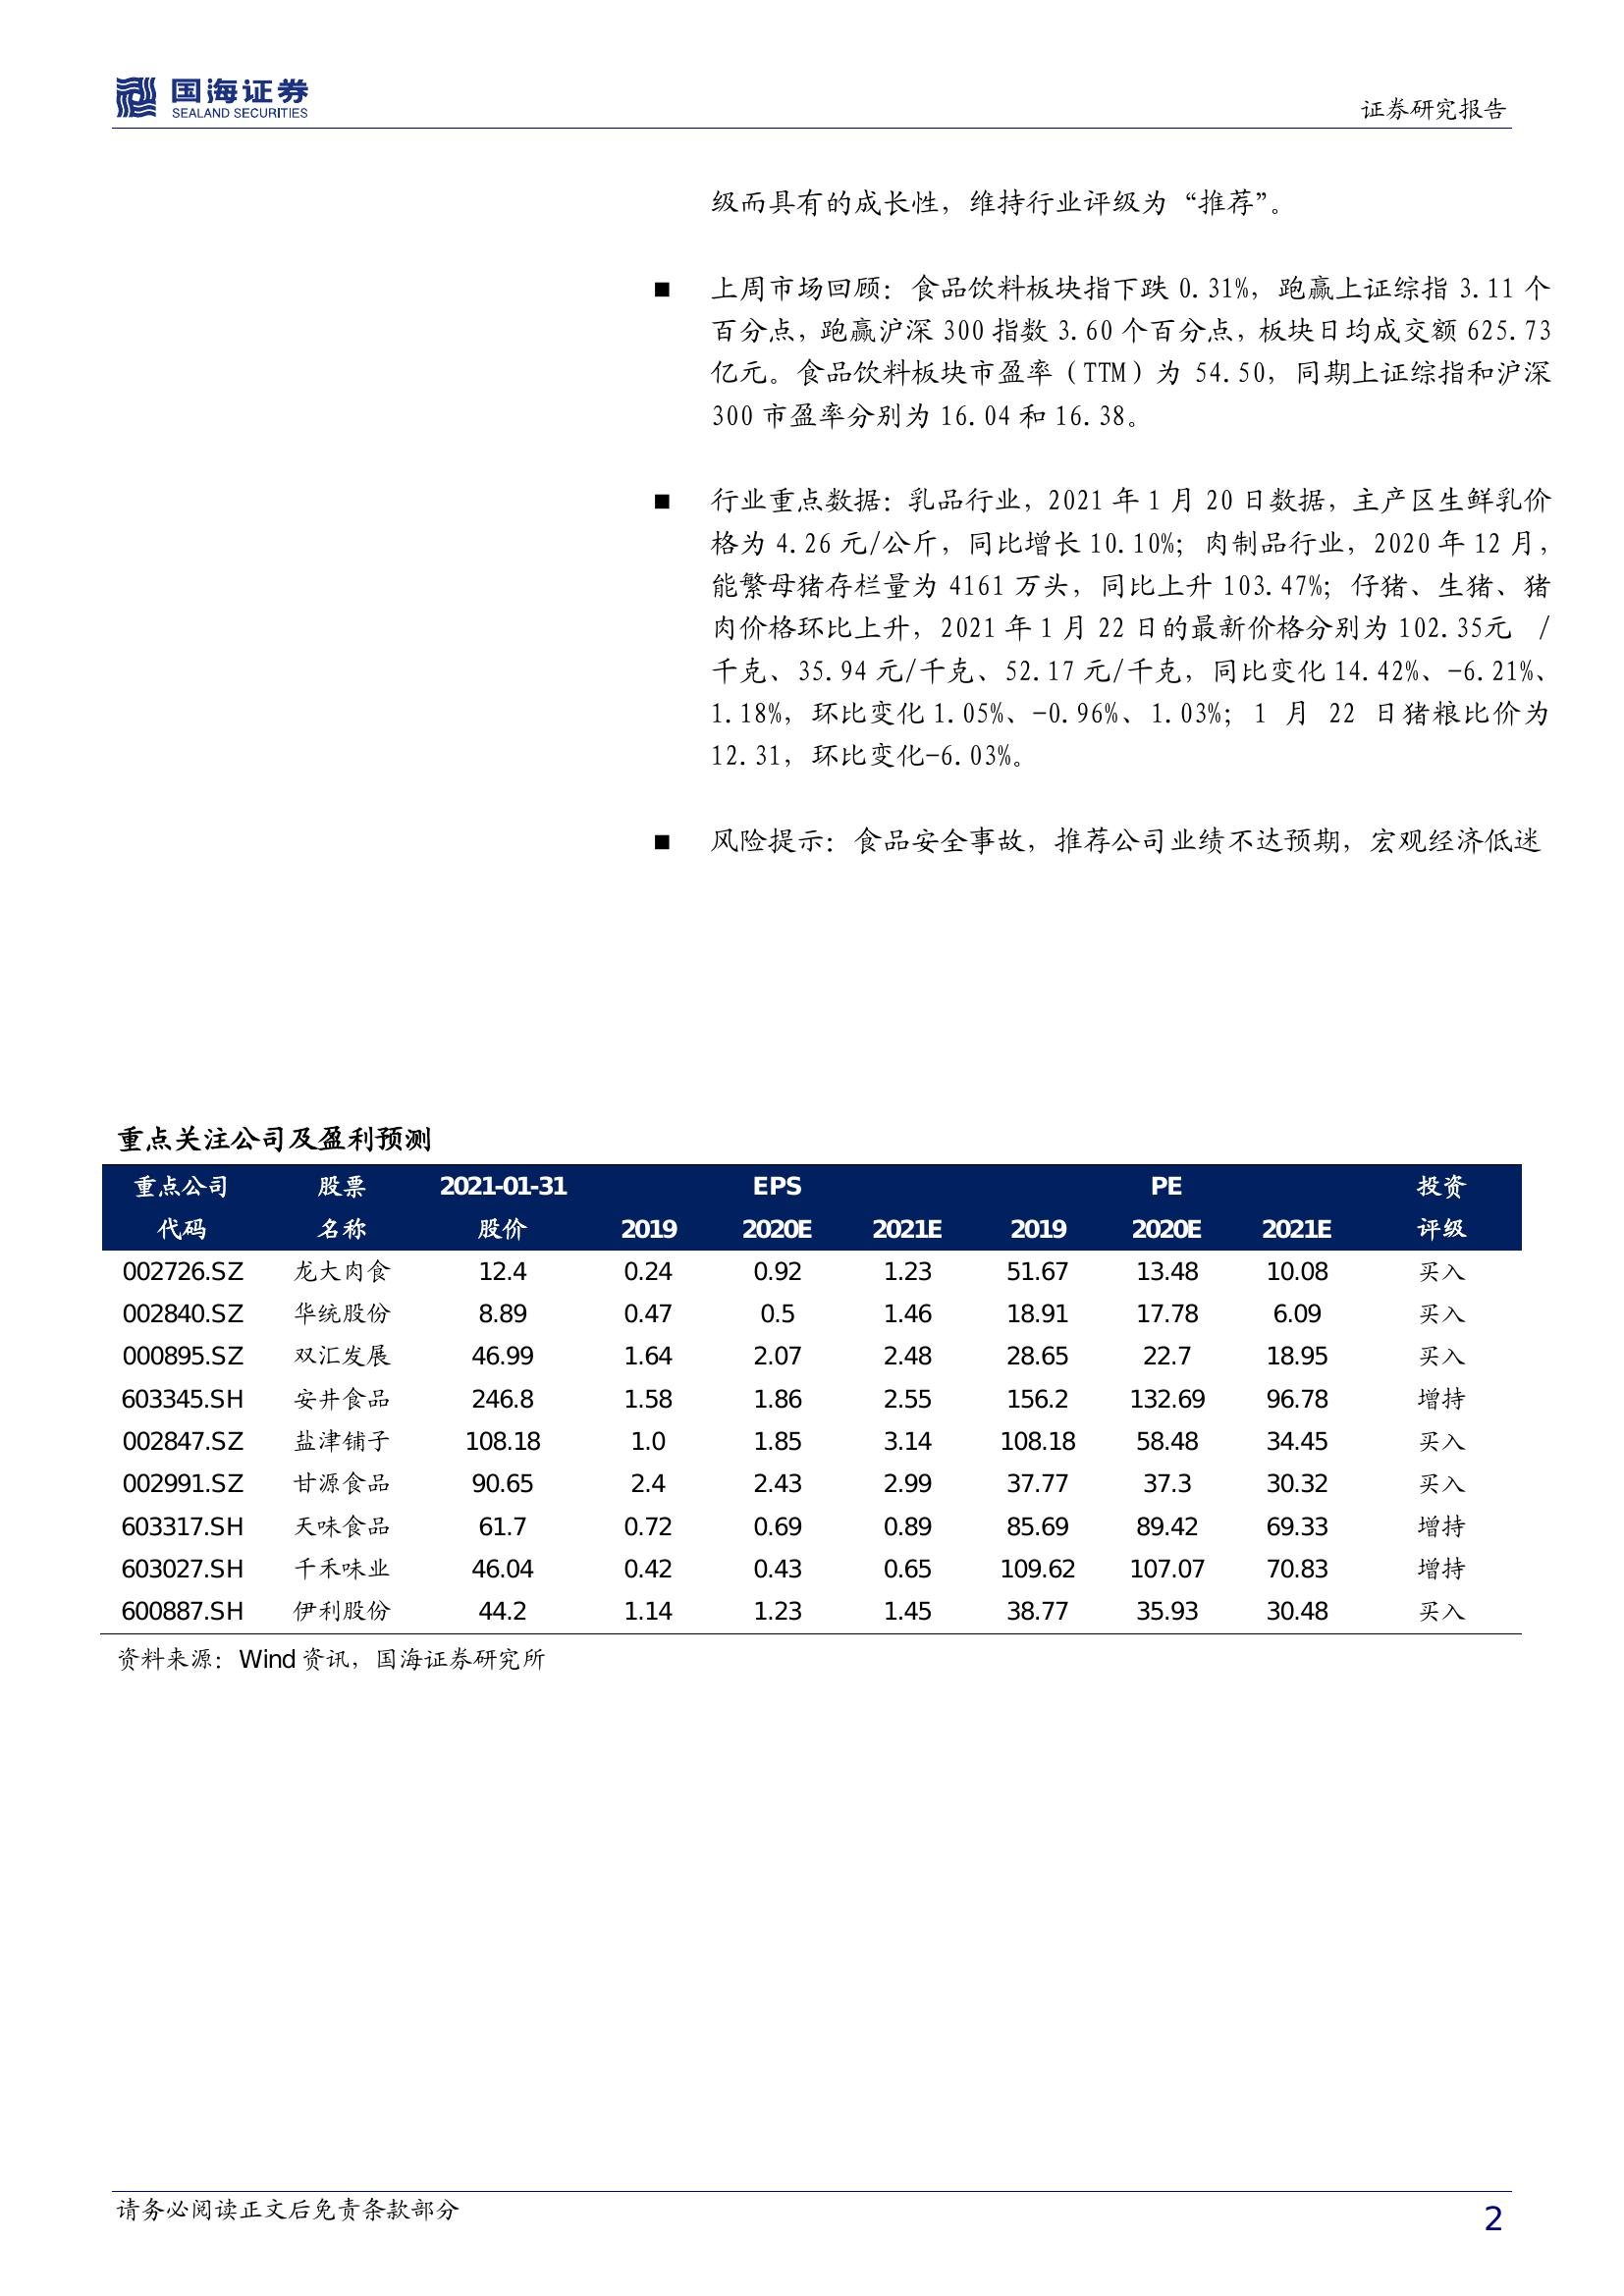 国海证券
SEALAND SECURITIES
证券研究报告
级而具有的成长性，维持行业评级为“推荐”。
■ 上周市场回顾：食品饮料板块指下跌 0.31%，跑赢上证综指 3.11 个
百分点，跑赢沪深 300 指数 3.60 个百分点，板块日均成交额 625.73
亿元。食品饮料板块市盈率（TTM）为 54.50，同期上证综指和沪深
300 市盈率分别为 16.04 和 16.38。
■ 行业重点数据：乳品行业，2021 年 1 月 20 日数据，主产区生鲜乳价
格为 4.26 元/公斤，同比增长 10.10%；肉制品行业，2020 年 12 月，
能繁母猪存栏量为 4161 万头，同比上升 103.47%；仔猪、生猪、猪
肉价格环比上升，2021 年 1 月 22 日的最新价格分别为 102.35元 /
千克、35.94 元/千克、52.17 元/千克，同比变化 14.42%、-6.21%、
1.18%，环比变化 1.05%、-0.96%、1.03%；1 月 22 日猪粮比价为
12.31，环比变化-6.03%。
■ 风险提示：食品安全事故，推荐公司业绩不达预期，宏观经济低迷
重点关注公司及盈利预测
重点公司 股票 2021-01-31 EPS PE 投资
代码 名称 股价 2019 2020E 2021E 2019 2020E 2021E 评级
002726.SZ 龙大肉食 12.4 0.24 0.92 1.23 51.67 13.48 10.08 买入
002840.SZ 华统股份 8.89 0.47 0.5 1.46 18.91 17.78 6.09 买入
000895.SZ 双汇发展 46.99 1.64 2.07 2.48 28.65 22.7 18.95 买入
603345.SH 安井食品 246.8 1.58 1.86 2.55 156.2 132.69 96.78 增持
002847.SZ 盐津铺子 108.18 1.0 1.85 3.14 108.18 58.48 34.45 买入
002991.SZ 甘源食品 90.65 2.4 2.43 2.99 37.77 37.3 30.32 买入
603317.SH 天味食品 61.7 0.72 0.69 0.89 85.69 89.42 69.33 增持
603027.SH 千禾味业 46.04 0.42 0.43 0.65 109.62 107.07 70.83 增持
600887.SH 伊利股份 44.2 1.14 1.23 1.45 38.77 35.93 30.48 买入
资料来源：Wind 资讯，国海证券研究所
请务必阅读正文后免责条款部分
2